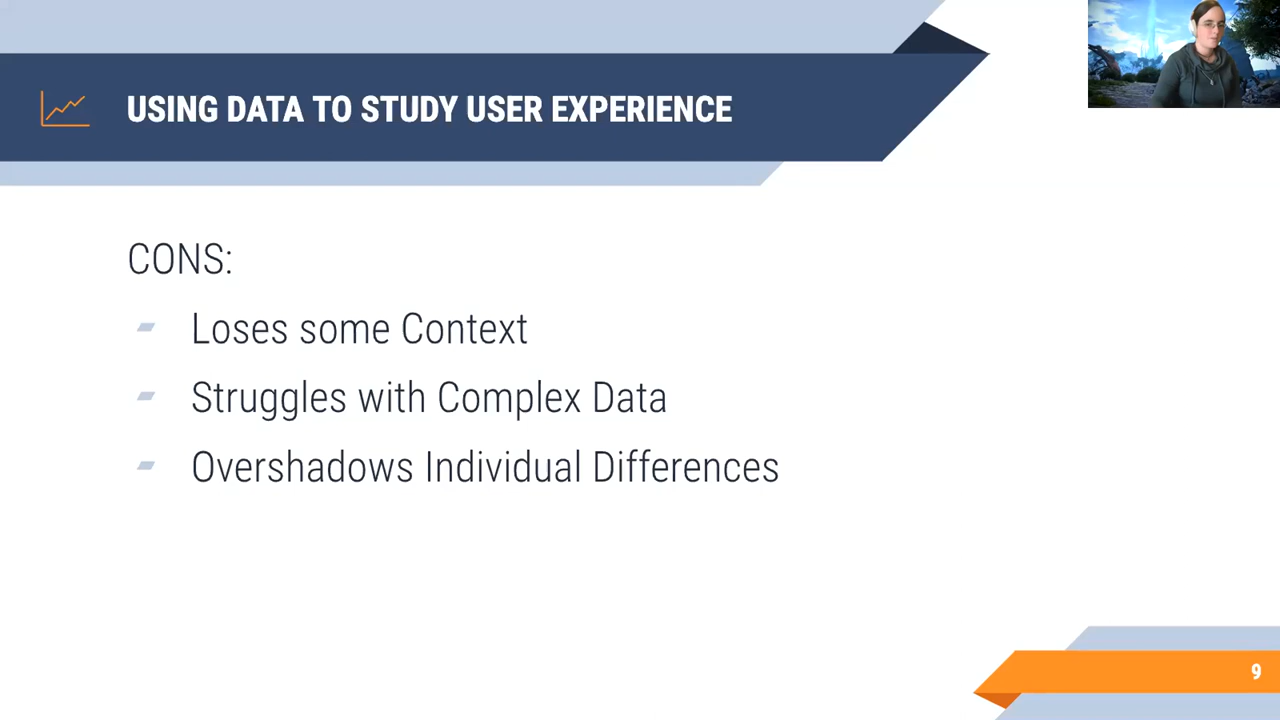 USING DATA TO STUDY USER EXPERIENCE
CONS:
Loses some Context
Struggles with Complex Data
Overshadows Individual Differences
9